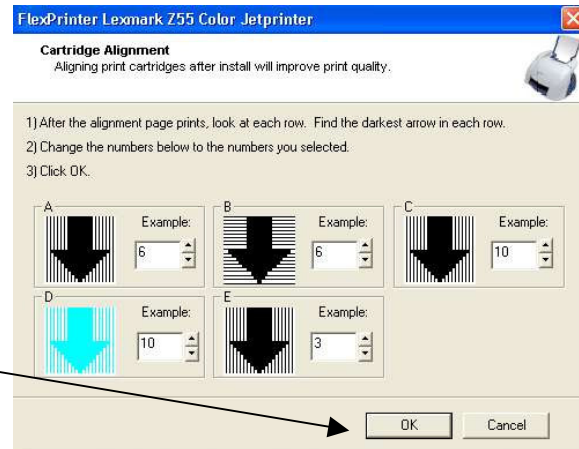 FlexPrinter Lexmark Z55 Color Jetprinter
Cartridge Alignment
Aligning print cartridges after install will improve print quality.
1) After the alignment page prints, look at each row. Find the darkest arrow in each row.
2) Change the numbers below to the numbers you selected.
3) Click OK.
A
Example:
6
B
Example:
6
C
Example:
10
D
Example:
10
E
Example:
3
OK
Cancel